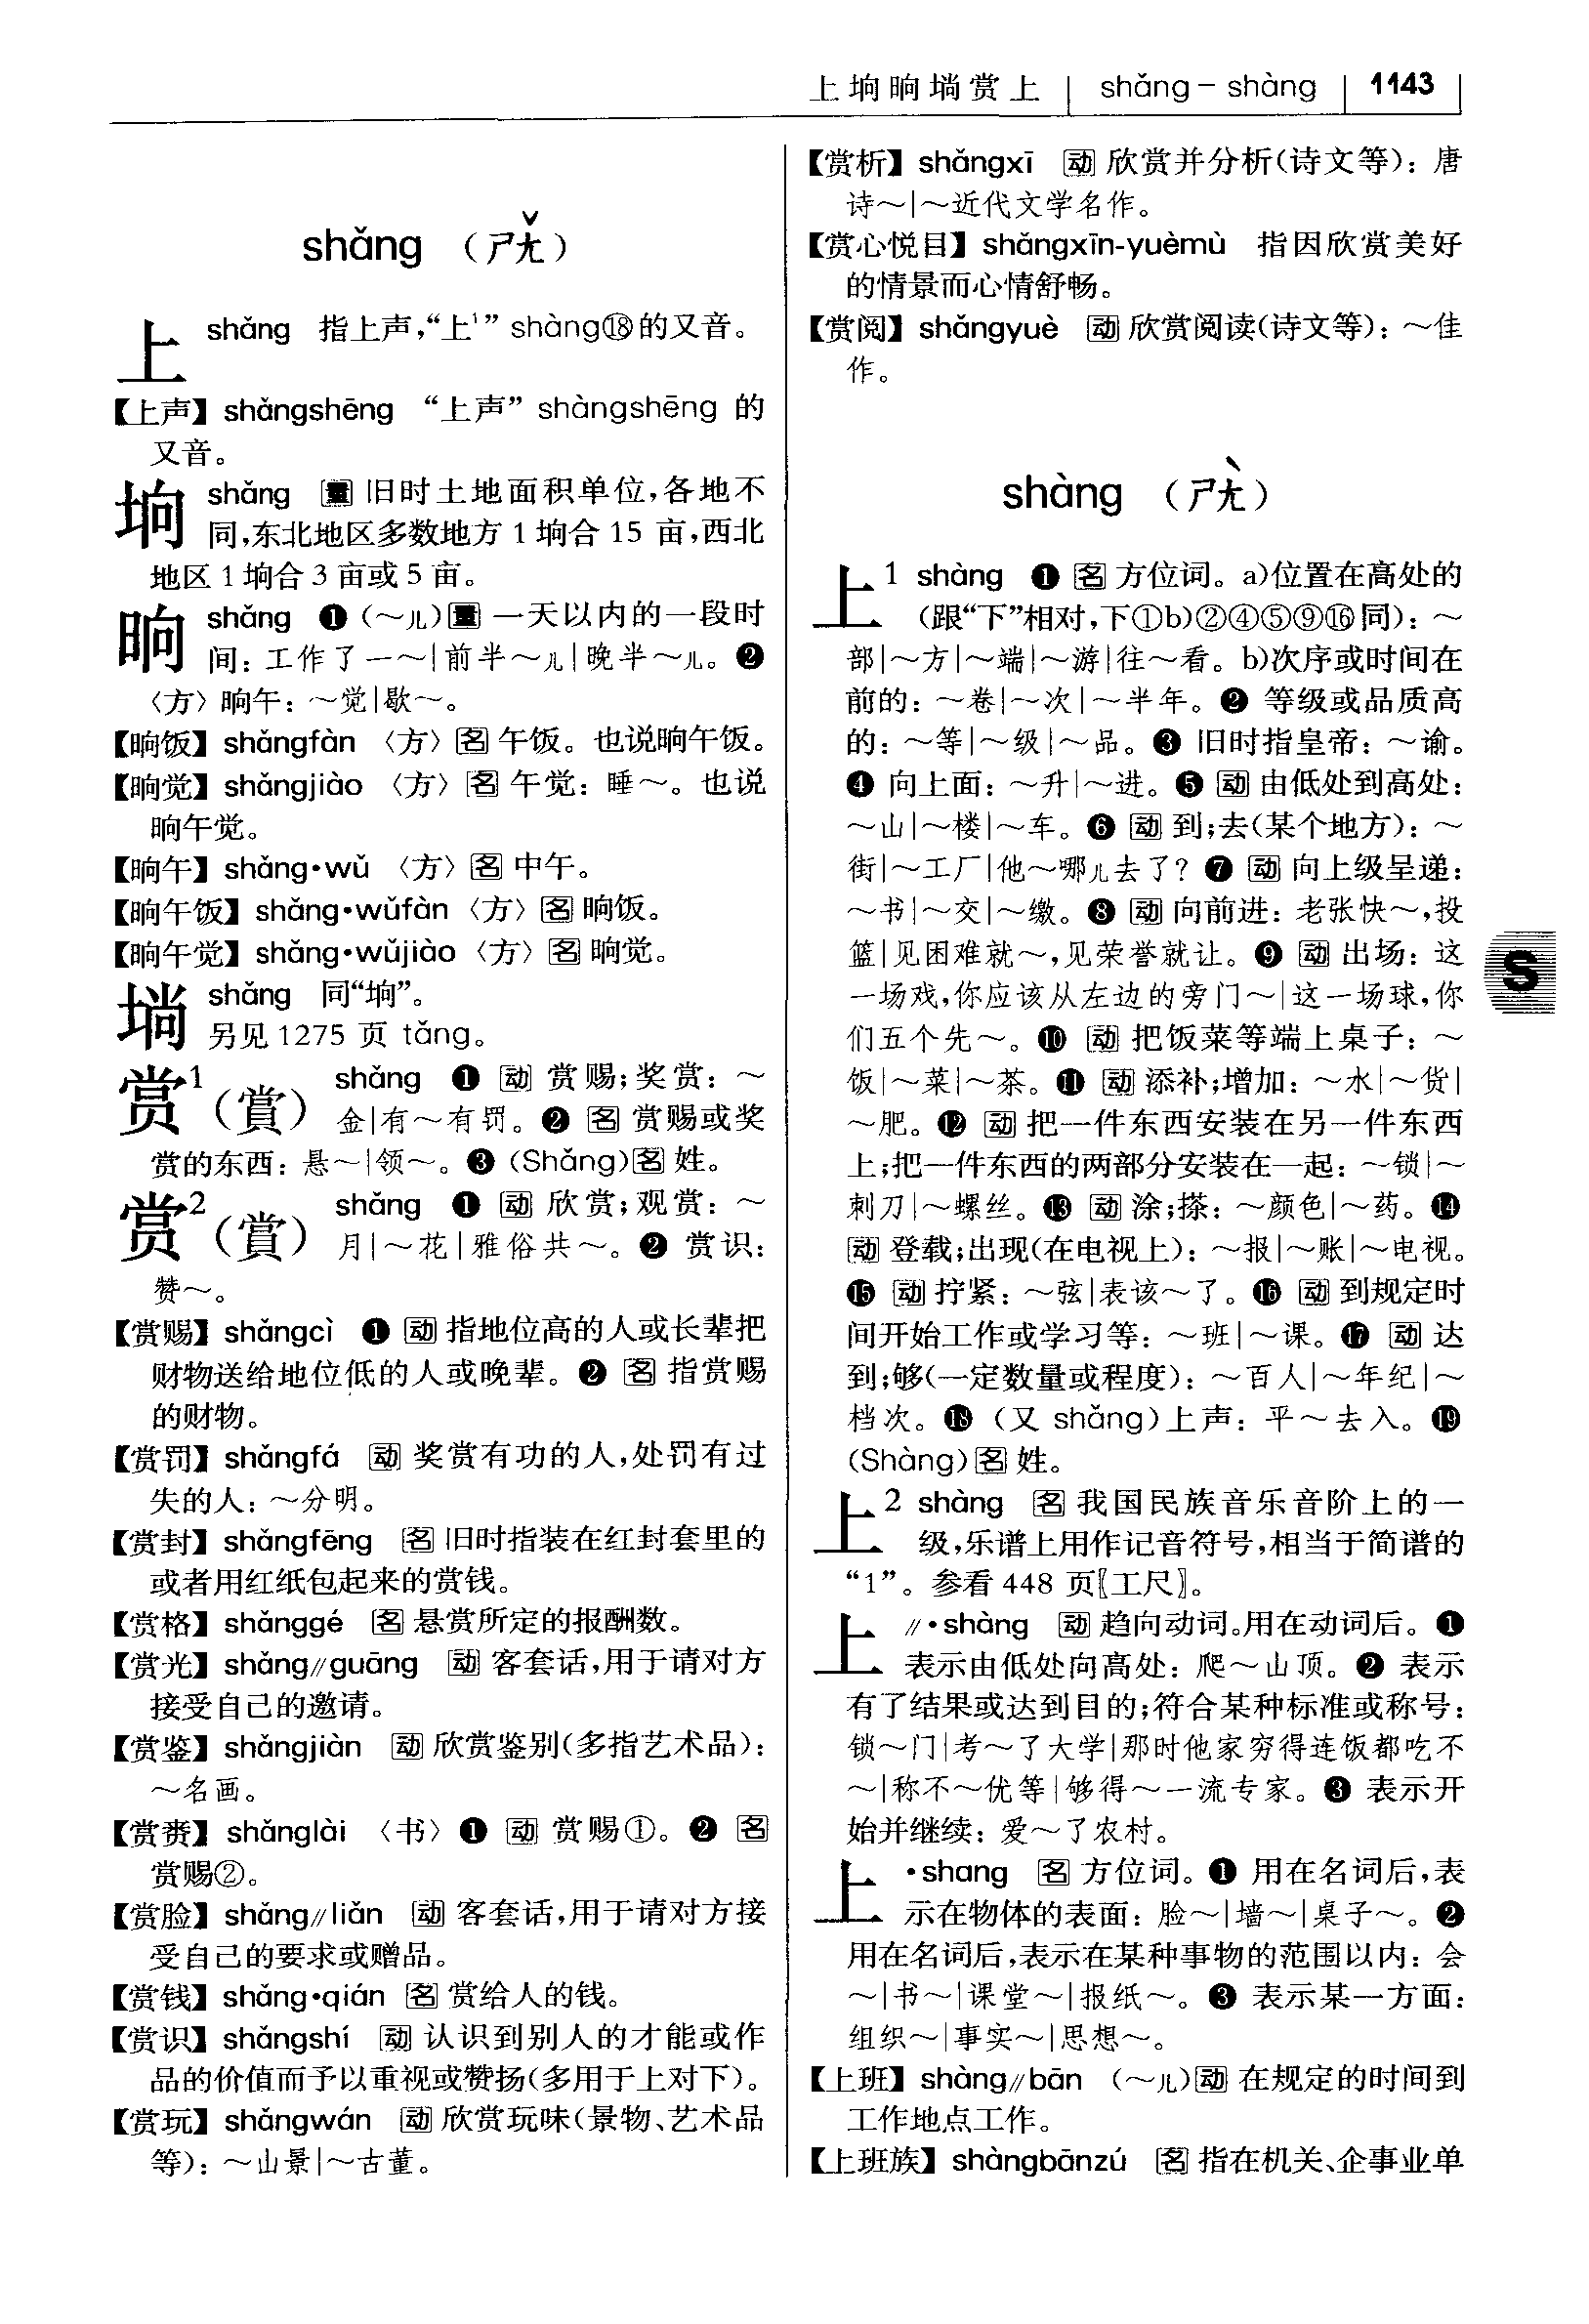 上垧晌塲赏上 shǎng－shàng 1143
shǎng （ㄕㄤˇ）
上 shǎng 指上声，“上¹” shàng⑱的又音。
【上声】shǎngshēng “上声” shàngshēng 的
又音。
垧 shǎng [量] 旧时土地面积单位，各地不
同，东北地区多数地方 1 垧合 15 亩，西北
地区 1 垧合 3 亩或 5 亩。
晌 shǎng ❶（～儿）[量] 一天以内的一段时
间：工作了一～|前半～儿|晚半～儿。❷
〈方〉晌午：～觉|歇～。
【晌饭】shǎngfàn 〈方〉[名] 午饭。也说晌午饭。
【晌觉】shǎngjiào 〈方〉[名] 午觉：睡～。也说
晌午觉。
【晌午】shǎng•wǔ 〈方〉[名] 中午。
【晌午饭】shǎng•wǔfàn 〈方〉[名] 晌饭。
【晌午觉】shǎng•wǔjiào 〈方〉[名] 晌觉。
shǎng 同“垧”。
另见 1275 页 tǎng。
赏¹（賞） shǎng ❶ [动] 赏赐；奖赏：～
金|有～有罚。❷ [名] 赏赐或奖
赏的东西：悬～|领～。❸（Shǎng）[名] 姓。
赏²（賞） shǎng ❶ [动] 欣赏；观赏：～
月|～花|雅俗共～。❷ 赏识：
赞～。
【赏赐】shǎngcì ❶ [动] 指地位高的人或长辈把
财物送给地位低的人或晚辈。❷ [名] 指赏赐
的财物。
【赏罚】shǎngfá [动] 奖赏有功的人，处罚有过
失的人：～分明。
【赏封】shǎngfēng [名] 旧时指装在红封套里的
或者用红纸包起来的赏钱。
【赏格】shǎnggé [名] 悬赏所定的报酬数。
【赏光】shǎng//guāng [动] 客套话，用于请对方
接受自己的邀请。
【赏鉴】shǎngjiàn [动] 欣赏鉴别（多指艺术品）：
～名画。
【赏赉】shǎnglài 〈书〉❶ [动] 赏赐①。❷ [名]
赏赐②。
【赏脸】shǎng//liǎn [动] 客套话，用于请对方接
受自己的要求或赠品。
【赏钱】shǎng•qián [名] 赏给人的钱。
【赏识】shǎngshí [动] 认识到别人的才能或作
品的价值而予以重视或赞扬（多用于上对下）。
【赏玩】shǎngwán [动] 欣赏玩味（景物、艺术品
等）：～山景|～古董。
【赏析】shǎngxī [动] 欣赏并分析（诗文等）：唐
诗～|～近代文学名作。
【赏心悦目】shǎngxīn-yuèmù 指因欣赏美好
的情景而心情舒畅。
【赏阅】shǎngyuè [动] 欣赏阅读（诗文等）：～佳
作。
shàng （ㄕㄤˋ）
上¹ shàng ❶ [名] 方位词。a)位置在高处的
（跟“下”相对，下①b)②④⑤⑨⑯同）：～
部|～方|～端|～游|往～看。b)次序或时间在
前的：～卷|～次|～半年。❷ 等级或品质高
的：～等|～级|～品。❸ 旧时指皇帝：～谕。
❹ 向上面：～升|～进。❺ [动] 由低处到高处：
～山|～楼|～车。❻ [动] 到；去（某个地方）：～
街|～工厂|他～哪儿去了？❼ [动] 向上级呈递：
～书|～交|～缴。❽ [动] 向前进：老张快～，投
篮|见困难就～，见荣誉就让。❾ [动] 出场：这
一场戏，你应该从左边的旁门～|这一场球，你
们五个先～。❿ [动] 把饭菜等端上桌子：～
饭|～菜|～茶。⓫ [动] 添补；增加：～水|～货|
～肥。⓬ [动] 把一件东西安装在另一件东西
上；把一件东西的两部分安装在一起：～锁|～
刺刀|～螺丝。⓭ [动] 涂；搽：～颜色|～药。⓮
[动] 登载；出现（在电视上）：～报|～账|～电视。
⓯ [动] 拧紧：～弦|表该～了。⓰ [动] 到规定时
间开始工作或学习等：～班|～课。⓱ [动] 达
到；够（一定数量或程度）：～百人|～年纪|～
档次。⓲（又 shǎng）上声：平～去入。⓳
（Shàng）[名] 姓。
上² shàng [名] 我国民族音乐音阶上的一
级，乐谱上用作记音符号，相当于简谱的
“1”。参看 448 页〖工尺〗。
上 //•shàng [动] 趋向动词。用在动词后。❶
表示由低处向高处：爬～山顶。❷ 表示
有了结果或达到目的；符合某种标准或称号：
锁～门|考～了大学|那时他家穷得连饭都吃不
～|称不～优等|够得～一流专家。❸ 表示开
始并继续：爱～了农村。
上 •shang [名] 方位词。❶ 用在名词后，表
示在物体的表面：脸～|墙～|桌子～。❷
用在名词后，表示在某种事物的范围以内：会
～|书～|课堂～|报纸～。❸ 表示某一方面：
组织～|事实～|思想～。
【上班】shàng//bān （～儿）[动] 在规定的时间到
工作地点工作。
【上班族】shàngbānzú [名] 指在机关、企事业单
S